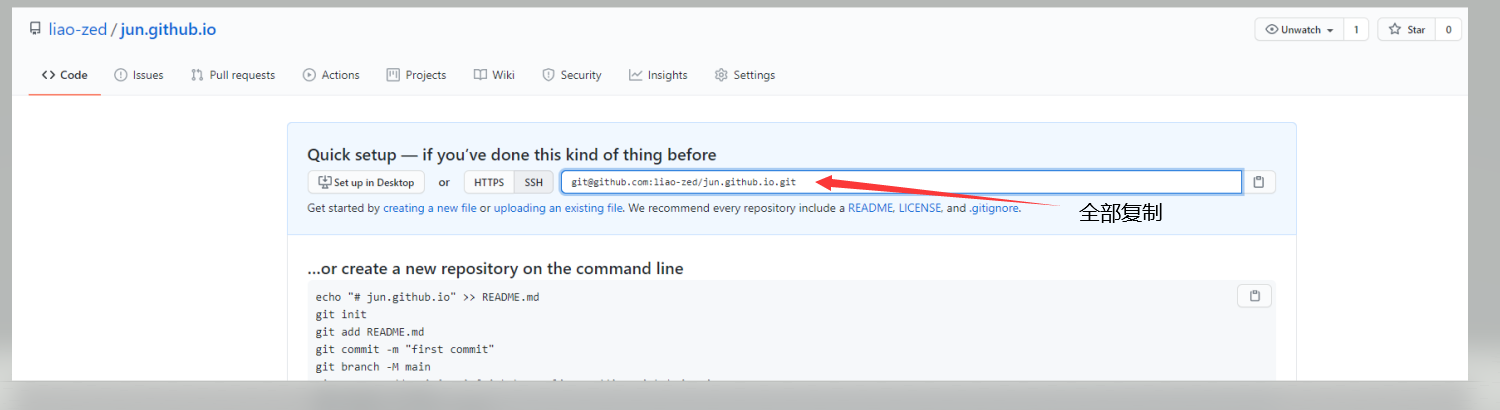 liao-zed / jun.github.io
Unwatch 1 Star 0
Code Issues Pull requests Actions Projects Wiki Security Insights Settings
Quick setup — if you've done this kind of thing before
Set up in Desktop or HTTPS SSH git@github.com:liao-zed/jun.github.io.git
Get started by creating a new file or uploading an existing file. We recommend every repository include a README, LICENSE, and .gitignore.
全部复制
...or create a new repository on the command line
echo "# jun.github.io" >> README.md
git init
git add README.md
git commit -m "first commit"
git branch -M main